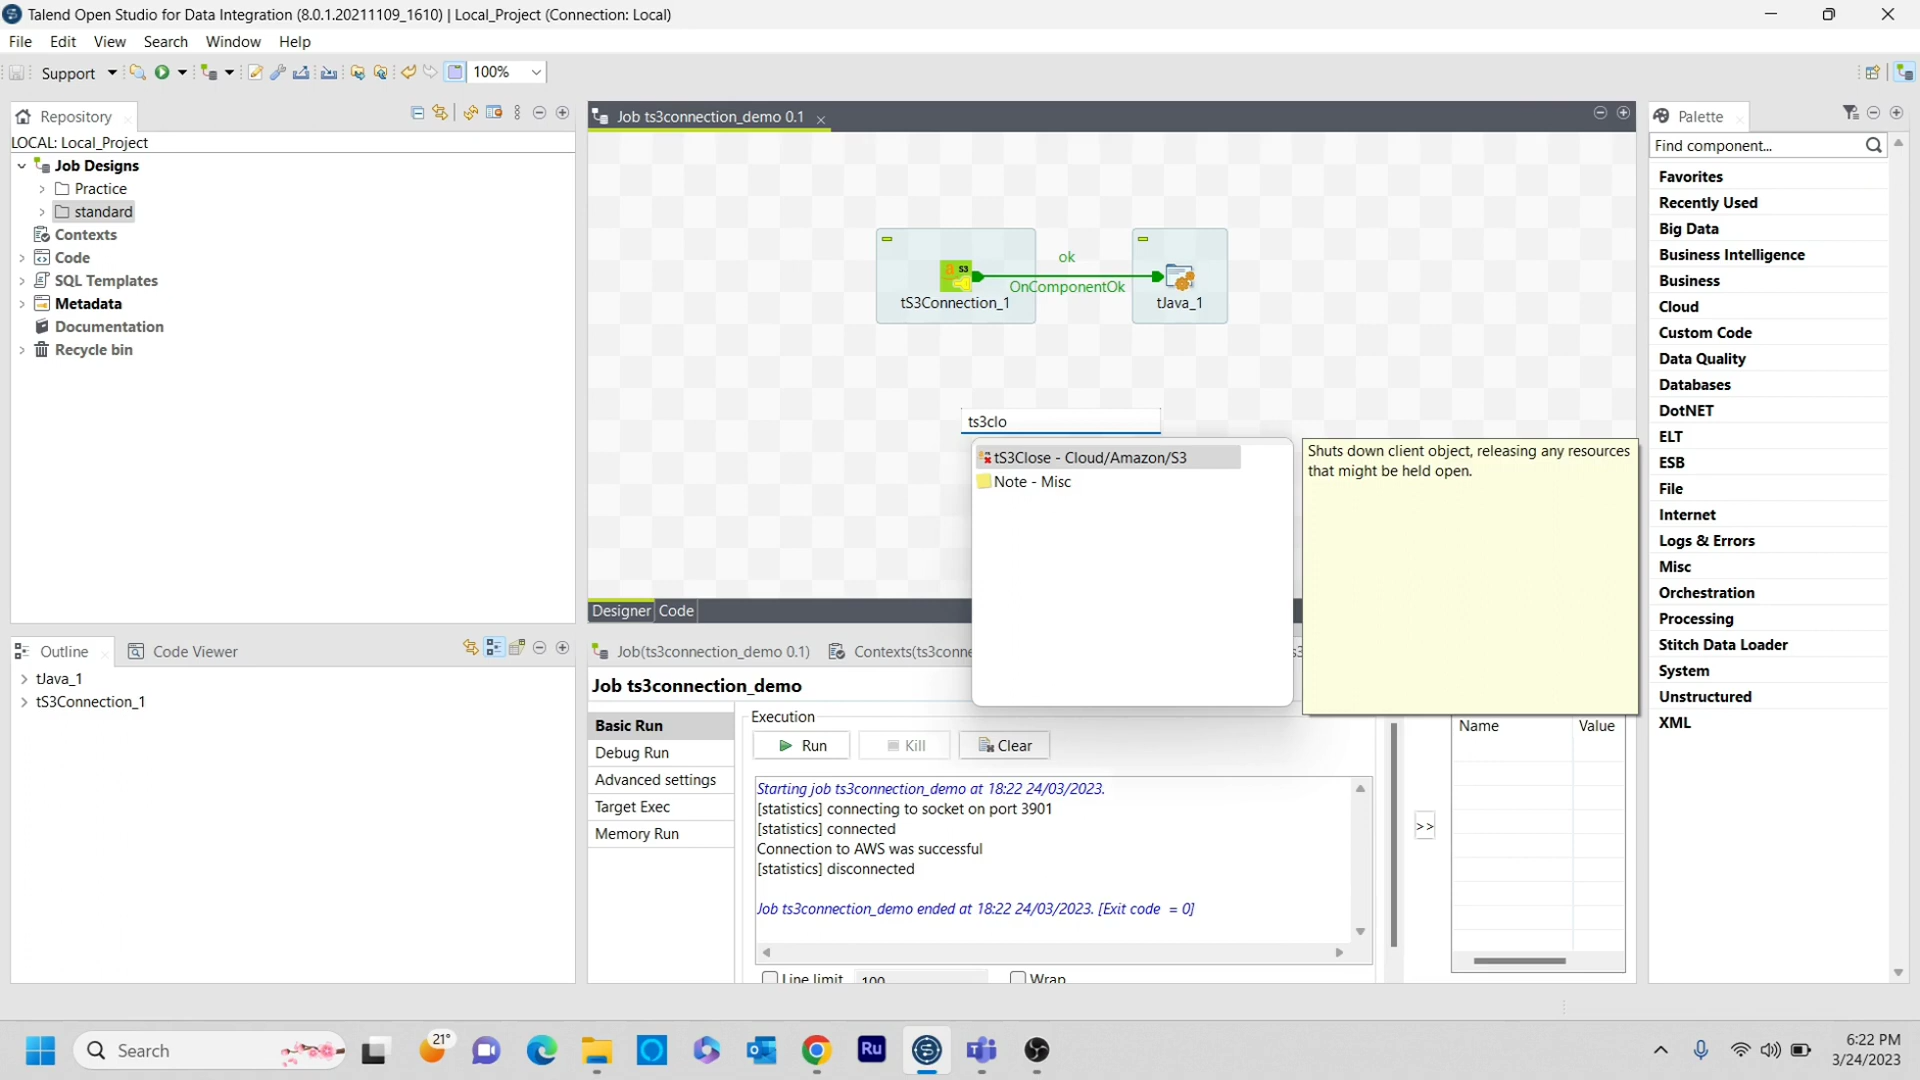 Talend Open Studio for Data Integration (8.0.1.20211109_1610) | Local_Project (Connection: Local)
File Edit View Search Window Help
Support 100%
Repository
LOCAL: Local_Project
Job Designs
Practice
standard
Contexts
Code
SQL Templates
Metadata
Documentation
Recycle bin
Outline Code Viewer
tJava_1
tS3Connection_1
Job ts3connection_demo 0.1
S3
tS3Connection_1
ok
OnComponentOk
tJava_1
ts3clo
tS3Close - Cloud/Amazon/S3
Note - Misc
Shuts down client object, releasing any resources
that might be held open.
Designer Code
Job(ts3connection_demo 0.1) Contexts(ts3conne
Job ts3connection_demo
Basic Run
Debug Run
Advanced settings
Target Exec
Memory Run
Execution
Run Kill Clear
Starting job ts3connection_demo at 18:22 24/03/2023.
[statistics] connecting to socket on port 3901
[statistics] connected
Connection to AWS was successful
[statistics] disconnected
Job ts3connection_demo ended at 18:22 24/03/2023. [Exit code  = 0]
Line limit 100 Wrap
>>
Name Value
Palette
Find component...
Favorites
Recently Used
Big Data
Business Intelligence
Business
Cloud
Custom Code
Data Quality
Databases
DotNET
ELT
ESB
File
Internet
Logs & Errors
Misc
Orchestration
Processing
Stitch Data Loader
System
Unstructured
XML
Search
21°
Ru
6:22 PM
3/24/2023